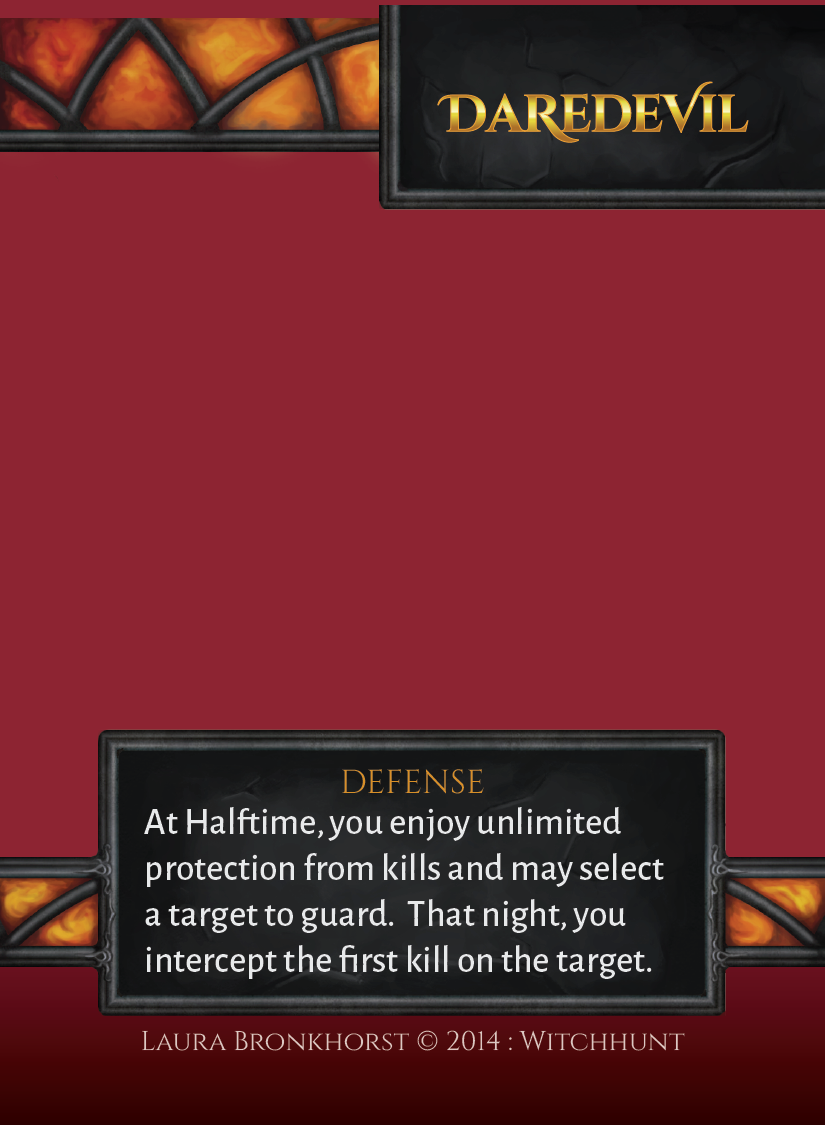 DAREDEVIL
DEFENSE
At Halftime, you enjoy unlimited
protection from kills and may select
a target to guard.  That night, you
intercept the first kill on the target.
Laura Bronkhorst © 2014 : Witchhunt